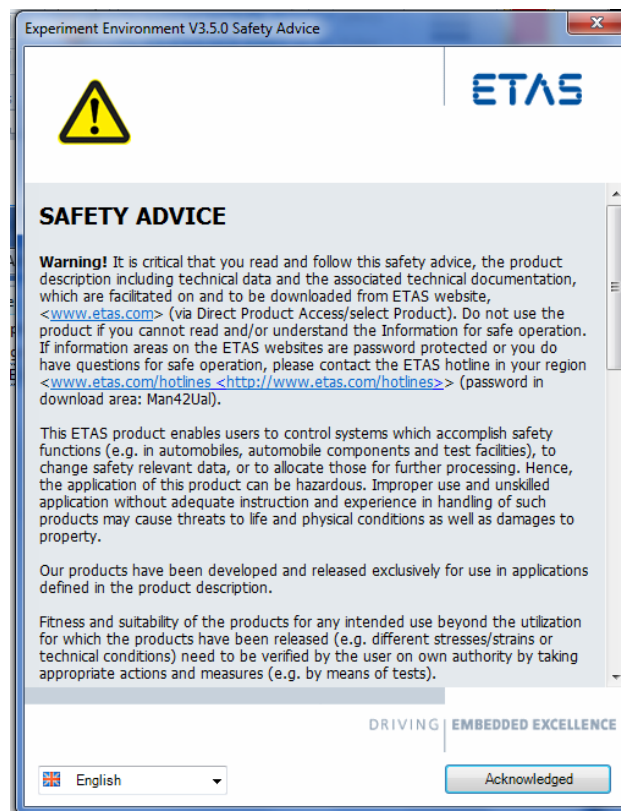 Experiment Environment V3.5.0 Safety Advice
ETAS
SAFETY ADVICE
Warning! It is critical that you read and follow this safety advice, the product
description including technical data and the associated technical documentation,
which are facilitated on and to be downloaded from ETAS website,
<www.etas.com> (via Direct Product Access/select Product). Do not use the
product if you cannot read and/or understand the Information for safe operation.
If information areas on the ETAS websites are password protected or you do
have questions for safe operation, please contact the ETAS hotline in your region
<www.etas.com/hotlines <http://www.etas.com/hotlines>> (password in
download area: Man42Ual).
This ETAS product enables users to control systems which accomplish safety
functions (e.g. in automobiles, automobile components and test facilities), to
change safety relevant data, or to allocate those for further processing. Hence,
the application of this product can be hazardous. Improper use and unskilled
application without adequate instruction and experience in handling of such
products may cause threats to life and physical conditions as well as damages to
property.
Our products have been developed and released exclusively for use in applications
defined in the product description.
Fitness and suitability of the products for any intended use beyond the utilization
for which the products have been released (e.g. different stresses/strains or
technical conditions) need to be verified by the user on own authority by taking
appropriate actions and measures (e.g. by means of tests).
DRIVING EMBEDDED EXCELLENCE
English
Acknowledged